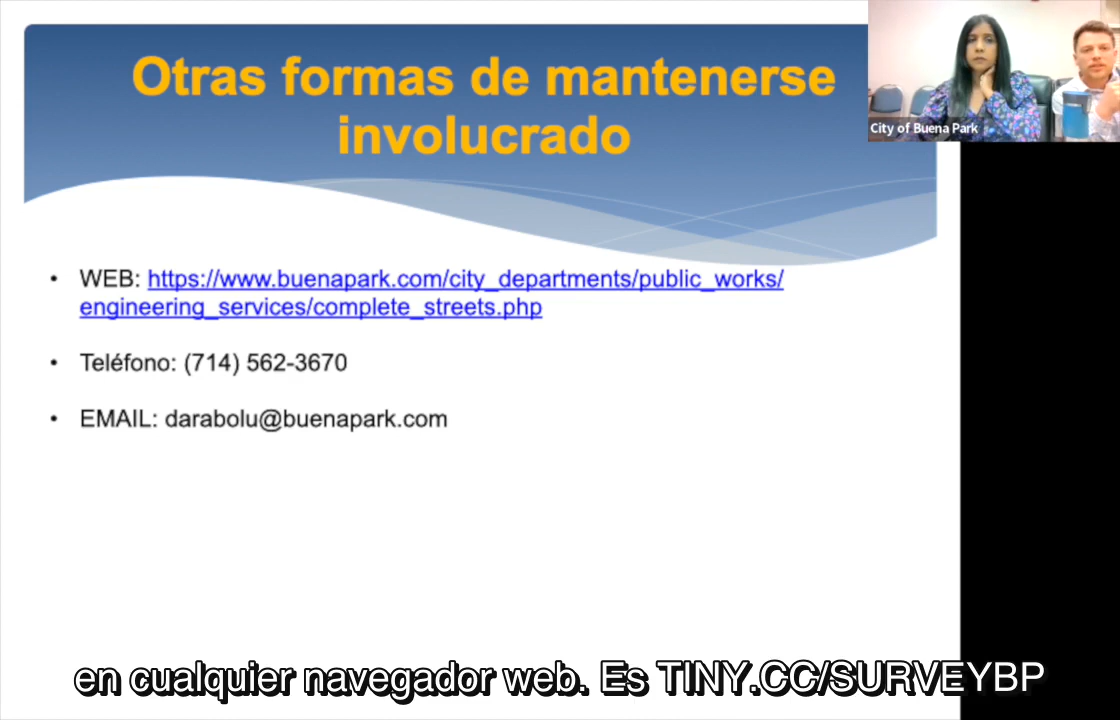 Otras formas de mantenerse
involucrado
City of Buena Park
• WEB: https://www.buenapark.com/city_departments/public_works/
engineering_services/complete_streets.php
• Teléfono: (714) 562-3670
• EMAIL: darabolu@buenapark.com
en cualquier navegador web. Es TINY.CC/SURVEYBP